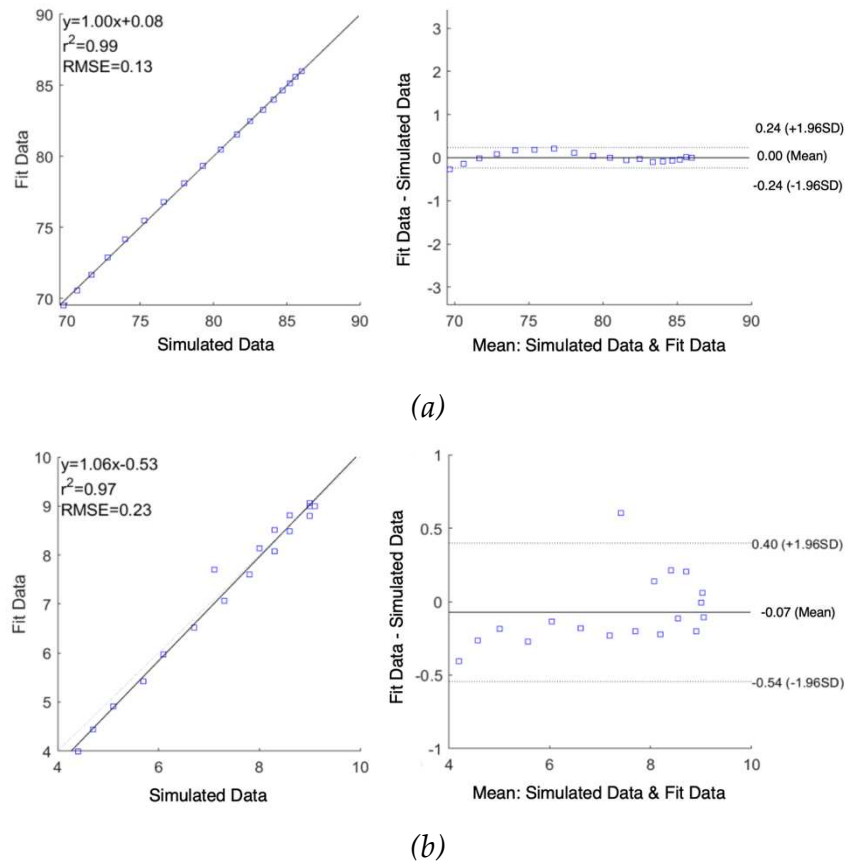 y=1.00x+0.08
r²=0.99
RMSE=0.13
90
85
80
75
70
Fit Data
70 75 80 85 90
Simulated Data
3
2
1
0
-1
-2
-3
Fit Data - Simulated Data
0.24 (+1.96SD)
0.00 (Mean)
-0.24 (-1.96SD)
70 75 80 85 90
Mean: Simulated Data & Fit Data
(a)
y=1.06x-0.53
r²=0.97
RMSE=0.23
10
9
8
7
6
5
4
Fit Data
4 6 8 10
Simulated Data
1
0.5
0
-0.5
-1
Fit Data - Simulated Data
0.40 (+1.96SD)
-0.07 (Mean)
-0.54 (-1.96SD)
4 6 8 10
Mean: Simulated Data & Fit Data
(b)